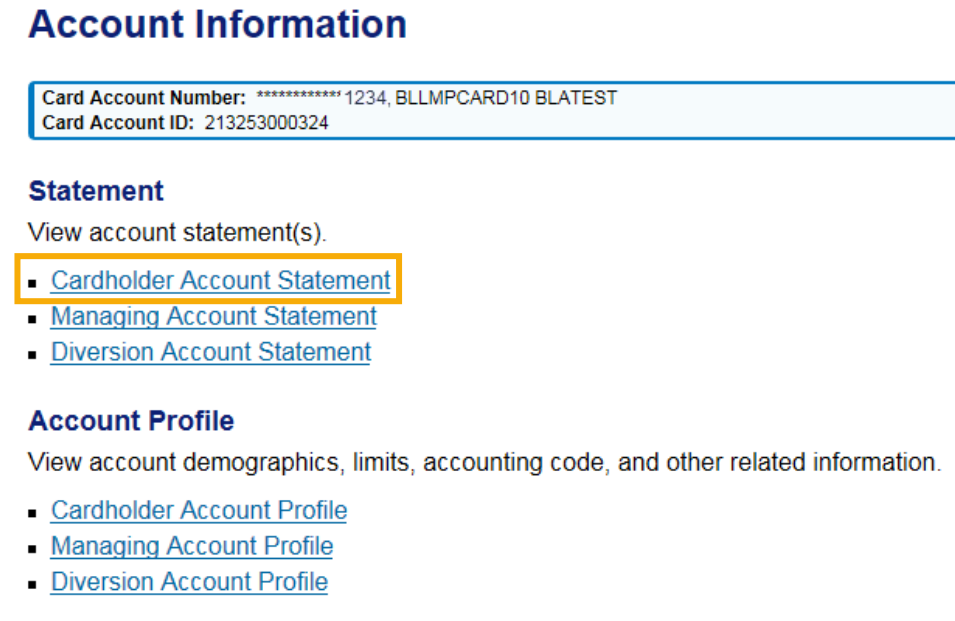 Account Information
Card Account Number: ************1234, BLLMPCARD10 BLATEST
Card Account ID: 213253000324
Statement
View account statement(s).
Cardholder Account Statement
Managing Account Statement
Diversion Account Statement
Account Profile
View account demographics, limits, accounting code, and other related information.
Cardholder Account Profile
Managing Account Profile
Diversion Account Profile